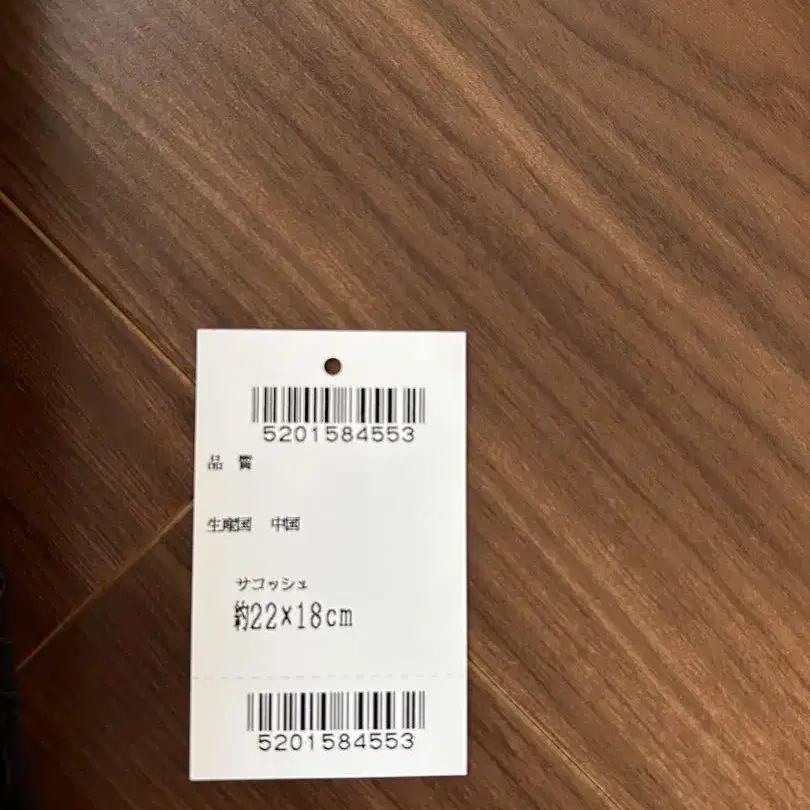 5201584553
品 質
生産国 中国
サコッシュ
約22×18cm
5201584553